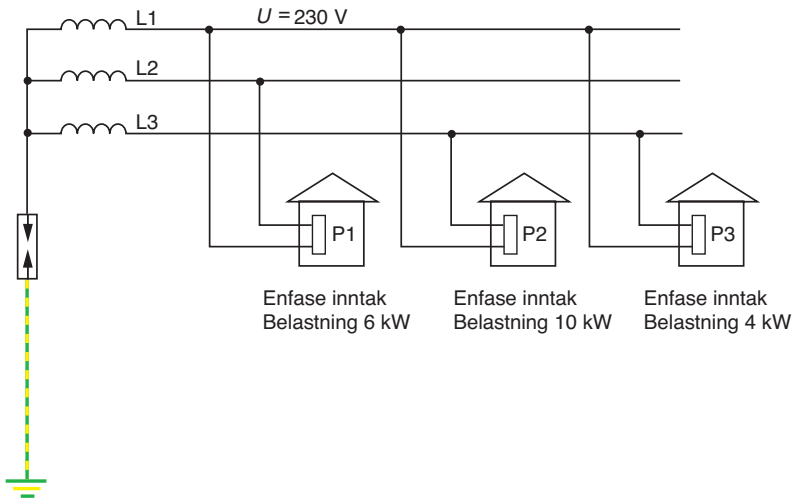 L1
U = 230 V
L2
L3
P1
P2
P3
Enfase inntak
Belastning 6 kW
Enfase inntak
Belastning 10 kW
Enfase inntak
Belastning 4 kW